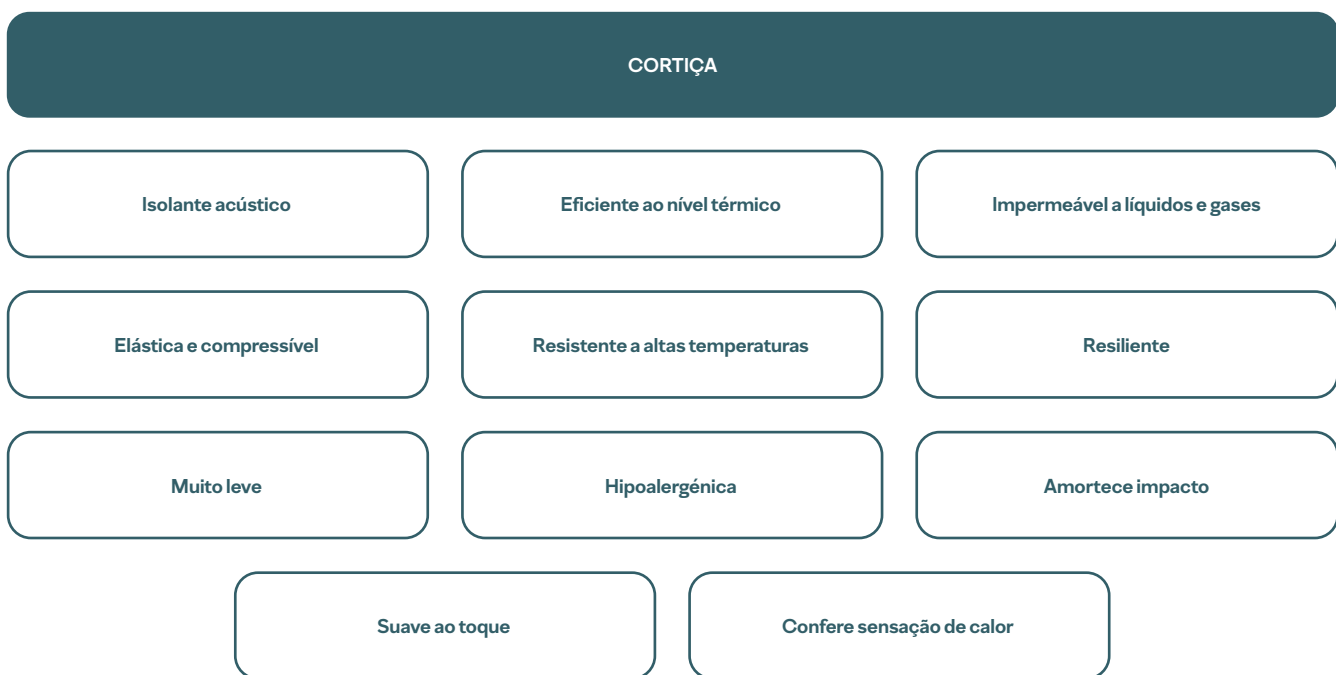 CORTIÇA
Isolante acústico
Eficiente ao nível térmico
Impermeável a líquidos e gases
Elástica e compressível
Resistente a altas temperaturas
Resiliente
Muito leve
Hipoalergénica
Amortece impacto
Suave ao toque
Confere sensação de calor